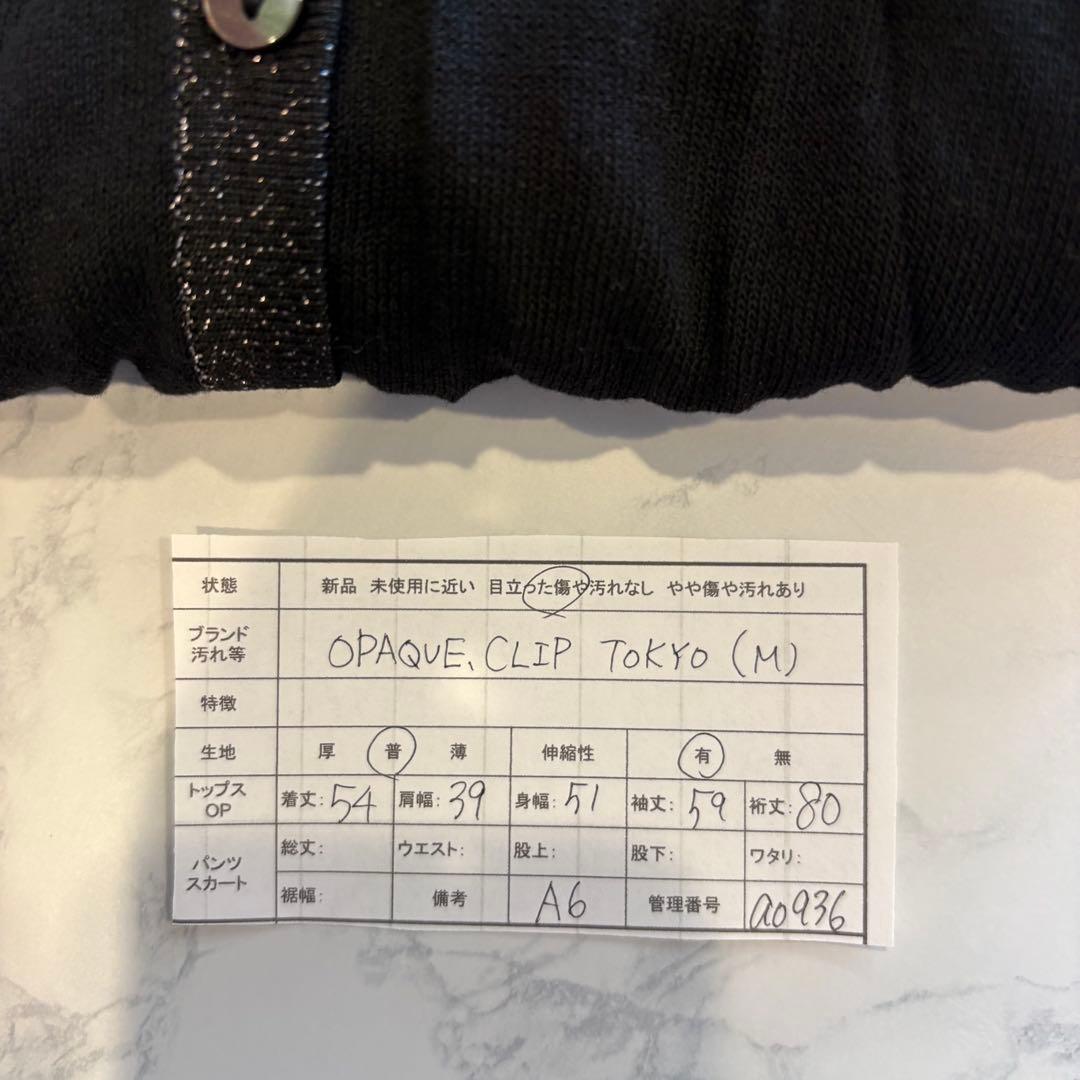 状態 新品 未使用に近い 目立った傷や汚れなし やや傷や汚れあり
ブランド
汚れ等 OPAQUE、CLIP TOKYO (M)
特徴
生地 厚 普 薄 伸縮性 有 無
トップス
OP 着丈:54 肩幅:39 身幅:51 袖丈:59 裄丈:80
パンツ
スカート 総丈: ウエスト: 股上: 股下: ワタリ:
裾幅: 備考 A6 管理番号 a0936